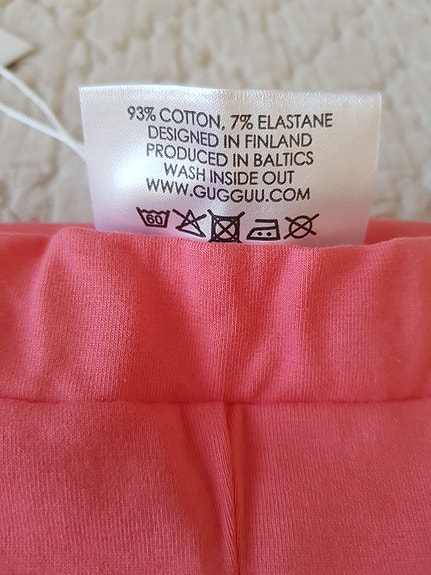 93% COTTON, 7% ELASTANE
DESIGNED IN FINLAND
PRODUCED IN BALTICS
WASH INSIDE OUT
WWW.GUGGUU.COM
60